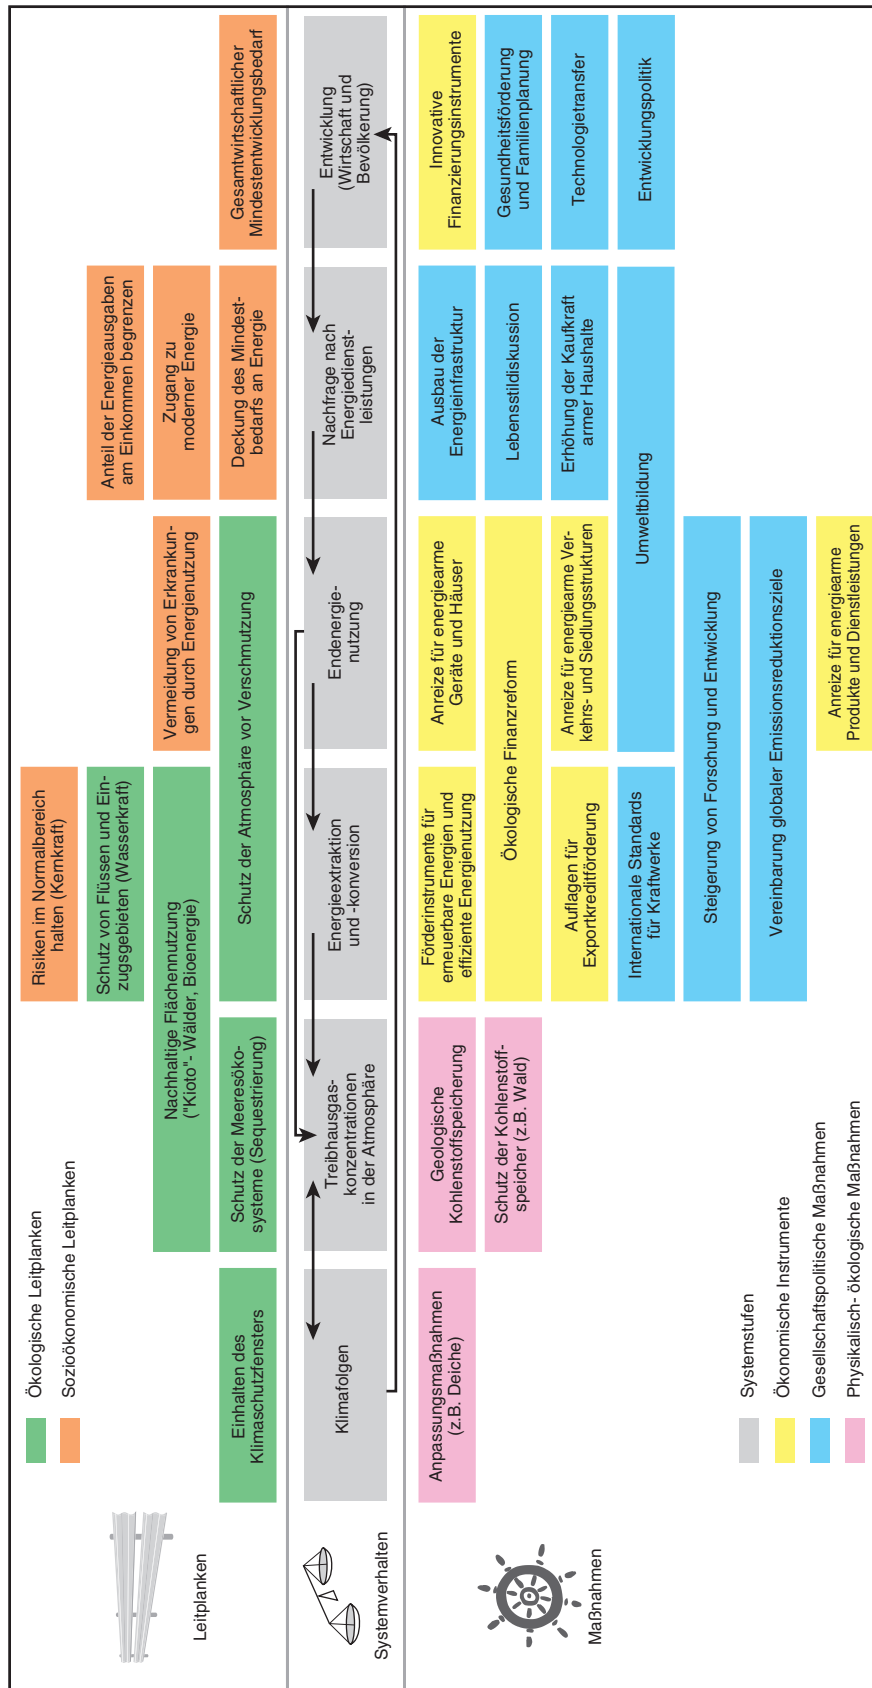 Leitplanken
Ökologische Leitplanken
Sozioökonomische Leitplanken
Risiken im Normalbereich
halten (Kernkraft)
Schutz von Flüssen und Ein-
zugsgebieten (Wasserkraft)
Anteil der Energieausgaben
am Einkommen begrenzen
Nachhaltige Flächennutzung
("Kioto"- Wälder, Bioenergie)
Vermeidung von Erkrankun-
gen durch Energienutzung
Zugang zu
moderner Energie
Einhalten des
Klimaschutzfensters
Schutz der Meeresöko-
systeme (Sequestrierung)
Schutz der Atmosphäre vor Verschmutzung
Deckung des Mindest-
bedarfs an Energie
Gesamtwirtschaftlicher
Mindestentwicklungsbedarf
Systemverhalten
Klimafolgen
Treibhausgas-
konzentrationen
in der Atmosphäre
Energieextraktion
und -konversion
Endenergie-
nutzung
Nachfrage nach
Energiedienst-
leistungen
Entwicklung
(Wirtschaft und
Bevölkerung)
Maßnahmen
Anpassungsmaßnahmen
(z.B. Deiche)
Geologische
Kohlenstoffspeicherung
Förderinstrumente für
erneuerbare Energien und
effiziente Energienutzung
Anreize für energiearme
Geräte und Häuser
Ausbau der
Energieinfrastruktur
Innovative
Finanzierungsinstrumente
Schutz der Kohlenstoff-
speicher (z.B. Wald)
Ökologische Finanzreform
Lebensstildiskussion
Gesundheitsförderung
und Familienplanung
Auflagen für
Exportkreditförderung
Anreize für energiearme Ver-
kehrs- und Siedlungsstrukturen
Erhöhung der Kaufkraft
armer Haushalte
Technologietransfer
Internationale Standards
für Kraftwerke
Umweltbildung
Entwicklungspolitik
Steigerung von Forschung und Entwicklung
Vereinbarung globaler Emissionsreduktionsziele
Anreize für energiearme
Produkte und Dienstleistungen
Systemstufen
Ökonomische Instrumente
Gesellschaftspolitische Maßnahmen
Physikalisch- ökologische Maßnahmen